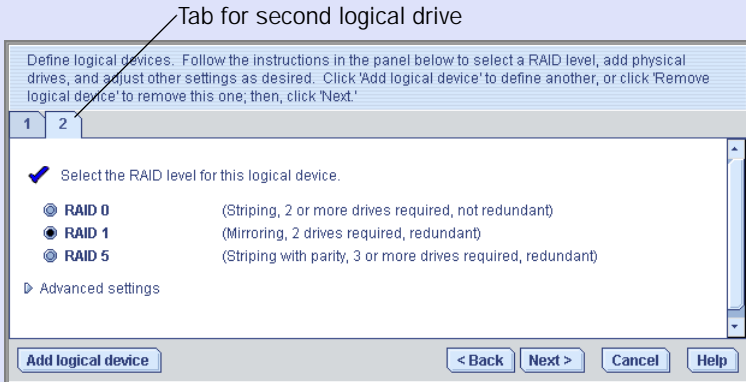 Tab for second logical drive
Define logical devices. Follow the instructions in the panel below to select a RAID level, add physical
drives, and adjust other settings as desired. Click 'Add logical device' to define another, or click 'Remove
logical device' to remove this one; then, click 'Next.'
1 2
Select the RAID level for this logical device.
RAID 0 (Striping, 2 or more drives required, not redundant)
RAID 1 (Mirroring, 2 drives required, redundant)
RAID 5 (Striping with parity, 3 or more drives required, redundant)
Advanced settings
Add logical device < Back Next > Cancel Help